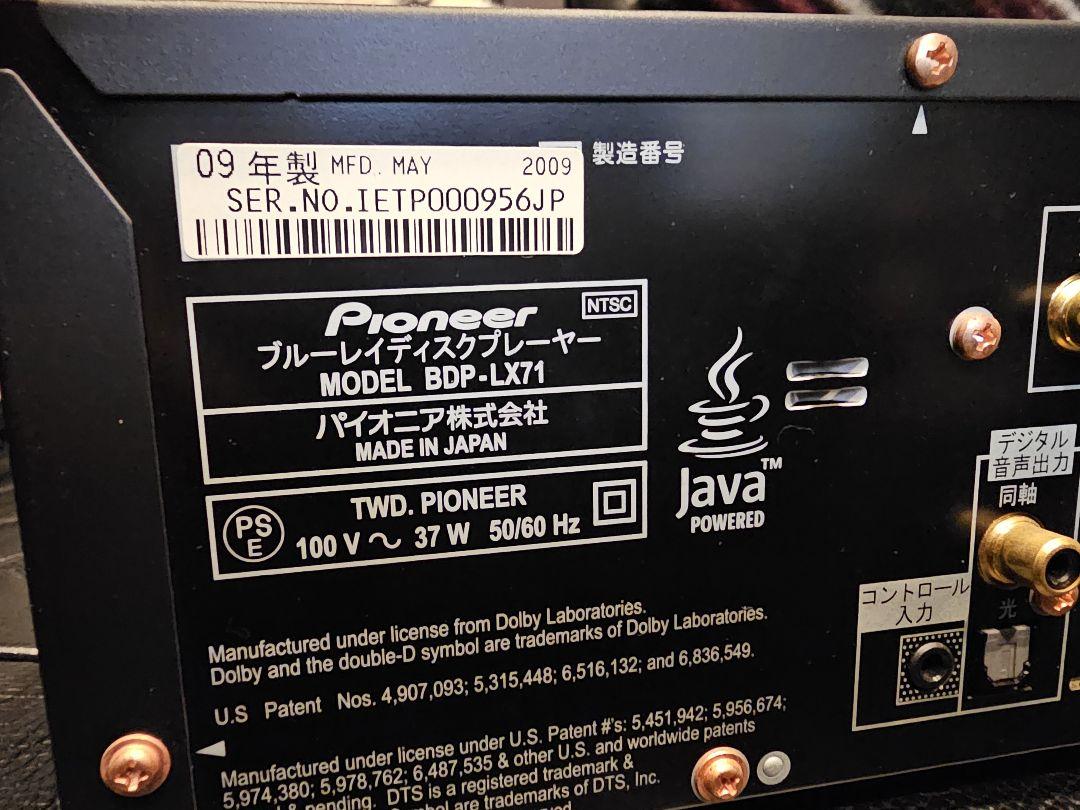 09 年製 MFD. MAY 2009
SER.NO.IETP000956JP
製造番号
Pioneer
NTSC
ブルーレイディスクプレーヤー
MODEL BDP-LX71
パイオニア株式会社
MADE IN JAPAN
TWD. PIONEER
PS
E
100 V ～ 37 W 50/60 Hz
Java™
POWERED
デジタル
音声出力
同軸
コントロール
入力
光
Manufactured under license from Dolby Laboratories.
Dolby and the double-D symbol are trademarks of Dolby Laboratories.
U.S Patent Nos. 4,907,093; 5,315,448; 6,516,132; and 6,836,549.
Manufactured under license under U.S. Patent #'s: 5,451,942; 5,956,674;
5,974,380; 5,978,762; 6,487,535 & other U.S. and worldwide patents
& pending. DTS is a registered trademark &
Symbol are trademarks of DTS, Inc.